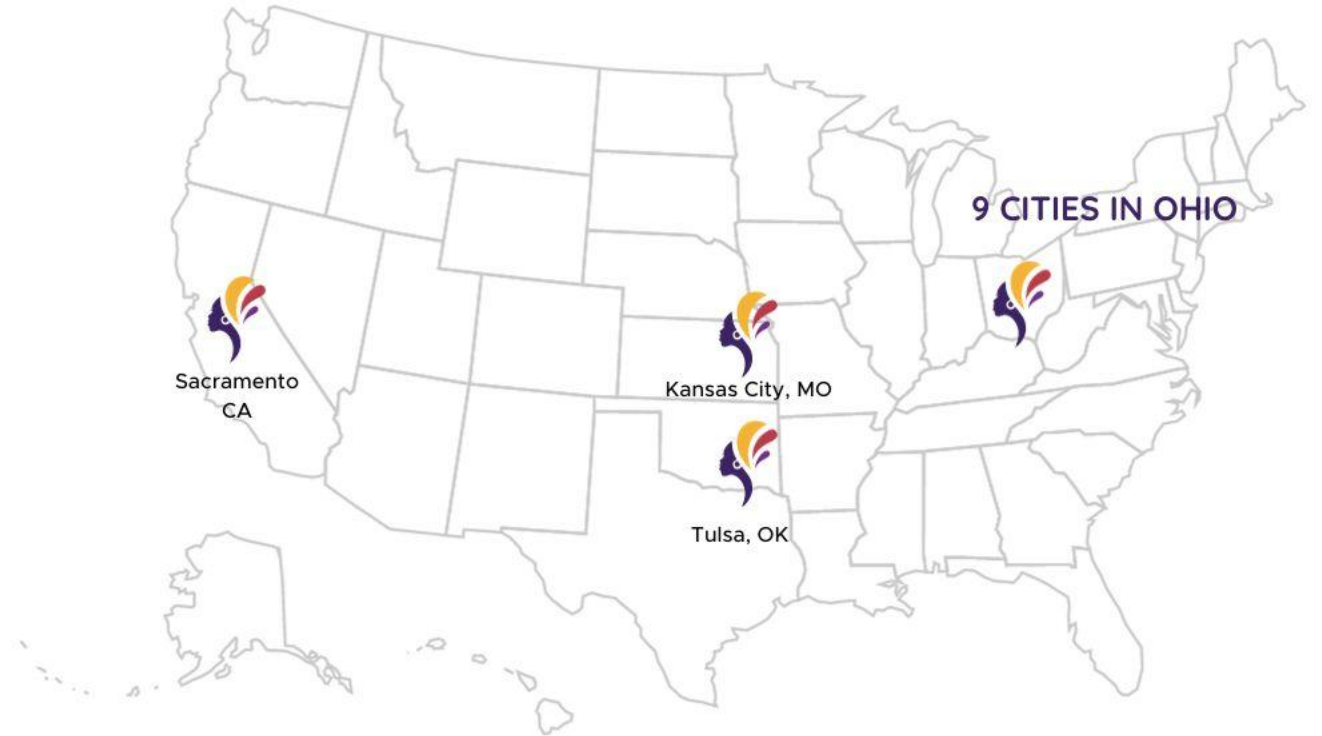 9 CITIES IN OHIO
Sacramento
CA
Kansas City, MO
Tulsa, OK